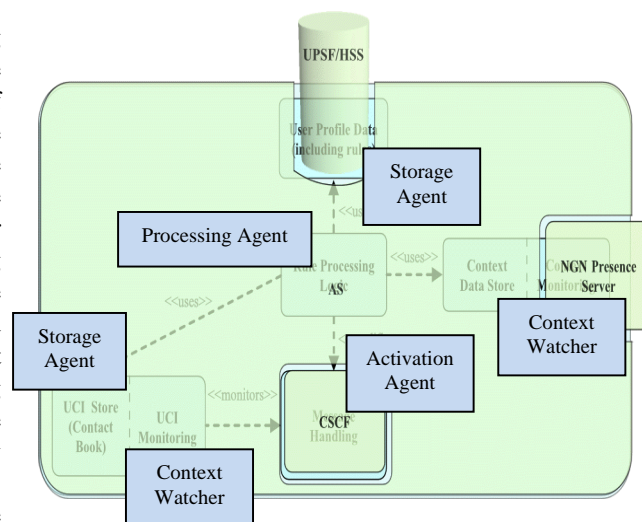 UPSF/HSS
User Profile Data
(including rules)
Storage
Agent
Processing Agent
<<uses>>
Rule Processing
Logic
AS
Context
Data Store
NGN Presence
Server
<<uses>>
Storage
Agent
Context
Watcher
Activation
Agent
UCI Store
(Contact
Book)
UCI
Monitoring
<<monitors>>
CSCF
Handling
Context
Watcher